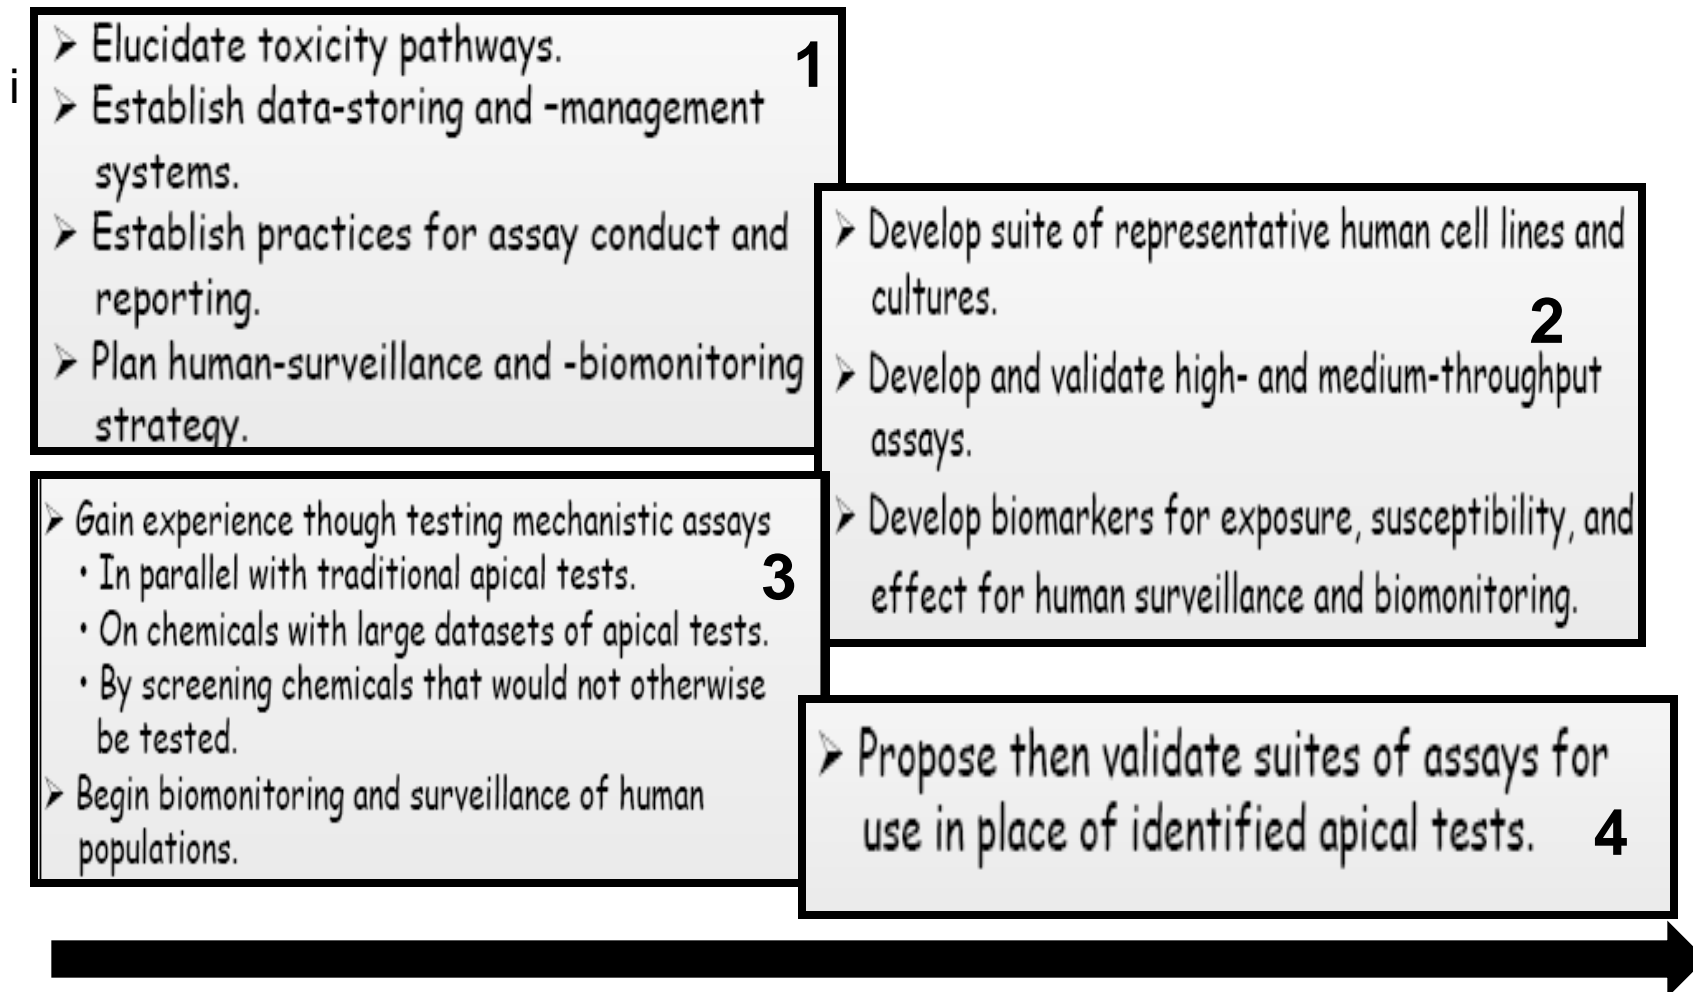 i
➢ Elucidate toxicity pathways.
1
➢ Establish data-storing and -management
systems.
➢ Establish practices for assay conduct and
reporting.
➢ Plan human-surveillance and -biomonitoring
strategy.
➢ Develop suite of representative human cell lines and
cultures.
2
➢ Develop and validate high- and medium-throughput
assays.
➢ Develop biomarkers for exposure, susceptibility, and
effect for human surveillance and biomonitoring.
➢ Gain experience though testing mechanistic assays
• In parallel with traditional apical tests.
3
• On chemicals with large datasets of apical tests.
• By screening chemicals that would not otherwise
be tested.
➢ Begin biomonitoring and surveillance of human
populations.
➢ Propose then validate suites of assays for
use in place of identified apical tests.
4